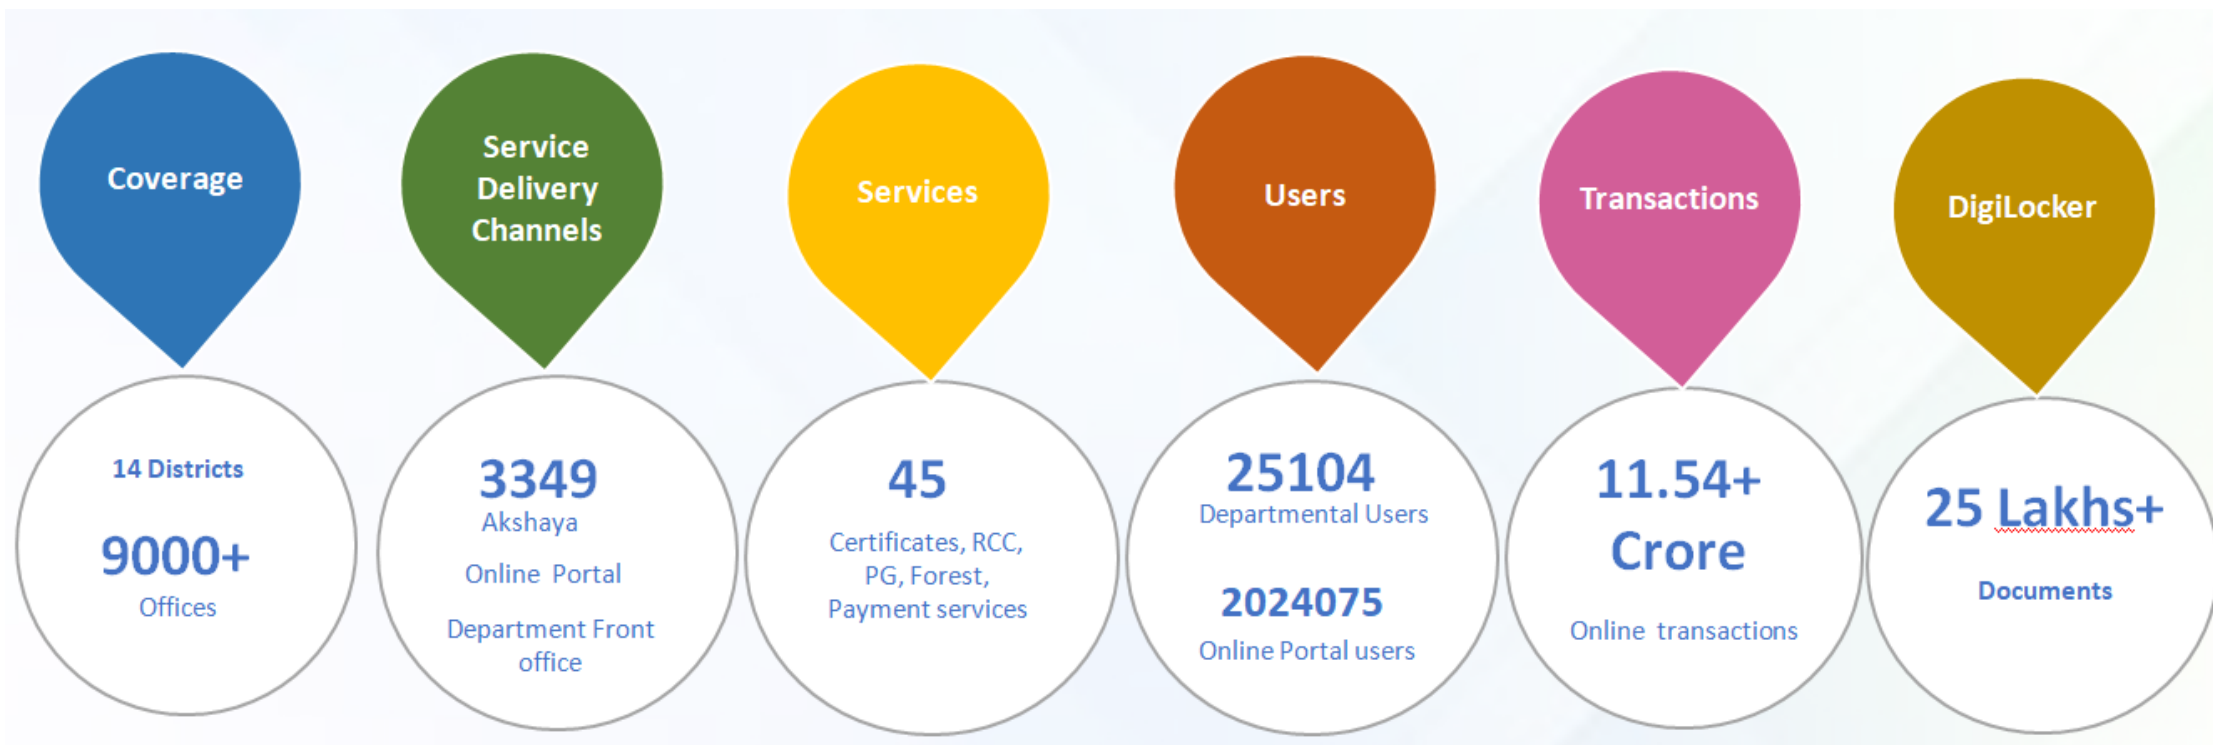 Coverage
14 Districts
9000+
Offices
Service
Delivery
Channels
3349
Akshaya
Online Portal
Department Front
office
Services
45
Certificates, RCC,
PG, Forest,
Payment services
Users
25104
Departmental Users
2024075
Online Portal users
Transactions
11.54+
Crore
Online transactions
DigiLocker
25 Lakhs+
Documents